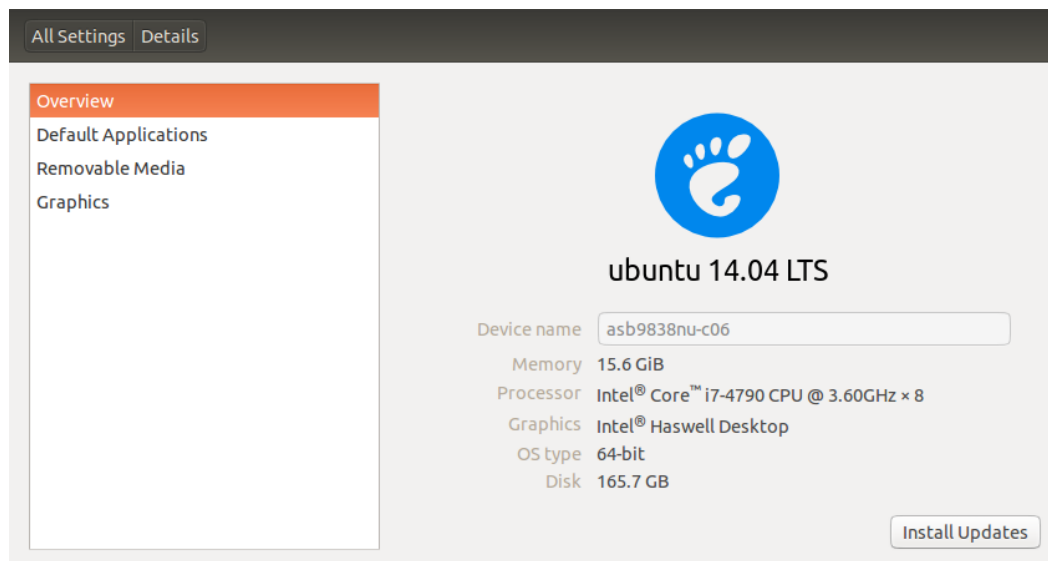 All Settings Details
Overview
Default Applications
Removable Media
Graphics
ubuntu 14.04 LTS
Device name asb9838nu-c06
Memory 15.6 GiB
Processor Intel® Core™ i7-4790 CPU @ 3.60GHz × 8
Graphics Intel® Haswell Desktop
OS type 64-bit
Disk 165.7 GB
Install Updates